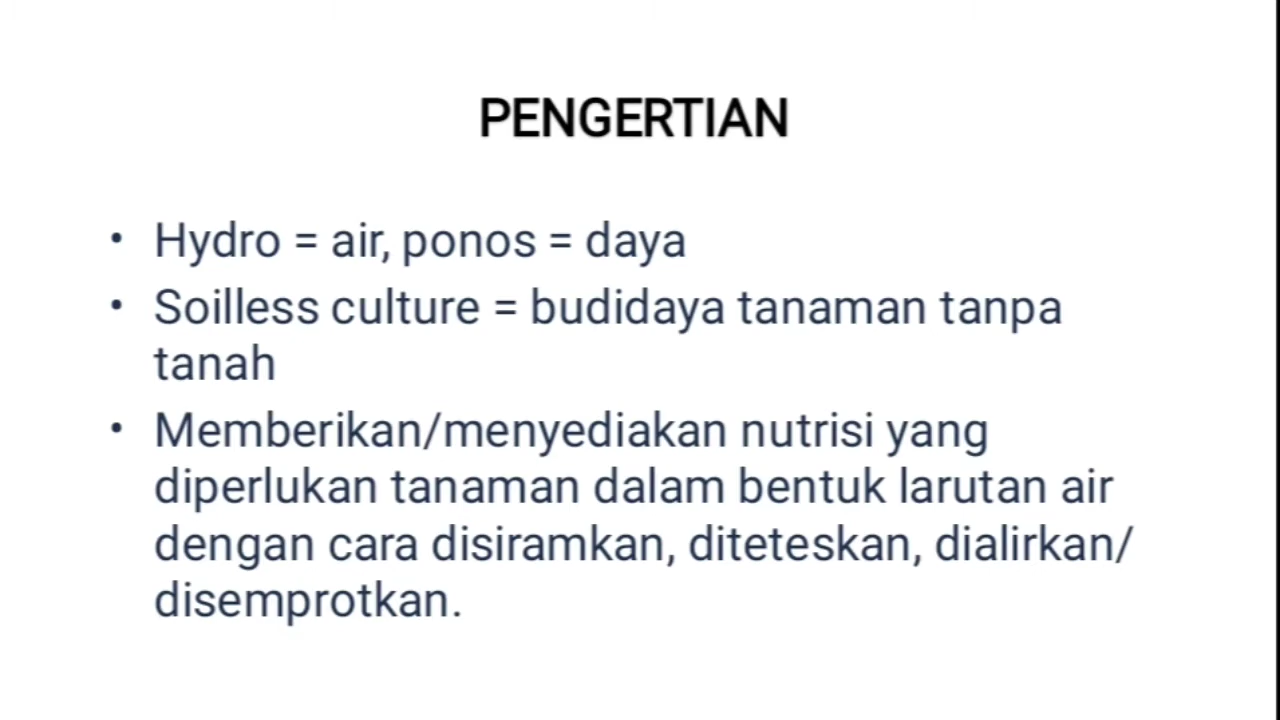 PENGERTIAN
• Hydro = air, ponos = daya
• Soilless culture = budidaya tanaman tanpa
tanah
• Memberikan/menyediakan nutrisi yang
diperlukan tanaman dalam bentuk larutan air
dengan cara disiramkan, diteteskan, dialirkan/
disemprotkan.